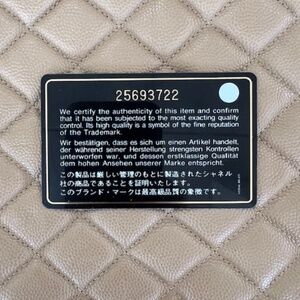 25693722
We certify the authenticity of this item and confirm
that it has been subjected to the most exacting quality
control. Its high quality is a symbol of the fine reputation
of the Trademark.
Wir bestätigen, dass es sich um einen Artikel handelt,
der während seiner Herstellung strengsten Kontrollen
unterworfen war, und dessen erstklassige Qualität
dem hohen Ansehen unserer Marke entspricht.
この製品は厳しい管理のもとに製造されたシャネル
社の商品であることを証明いたします。
このブランド・マークは最高級品質の象徴です。